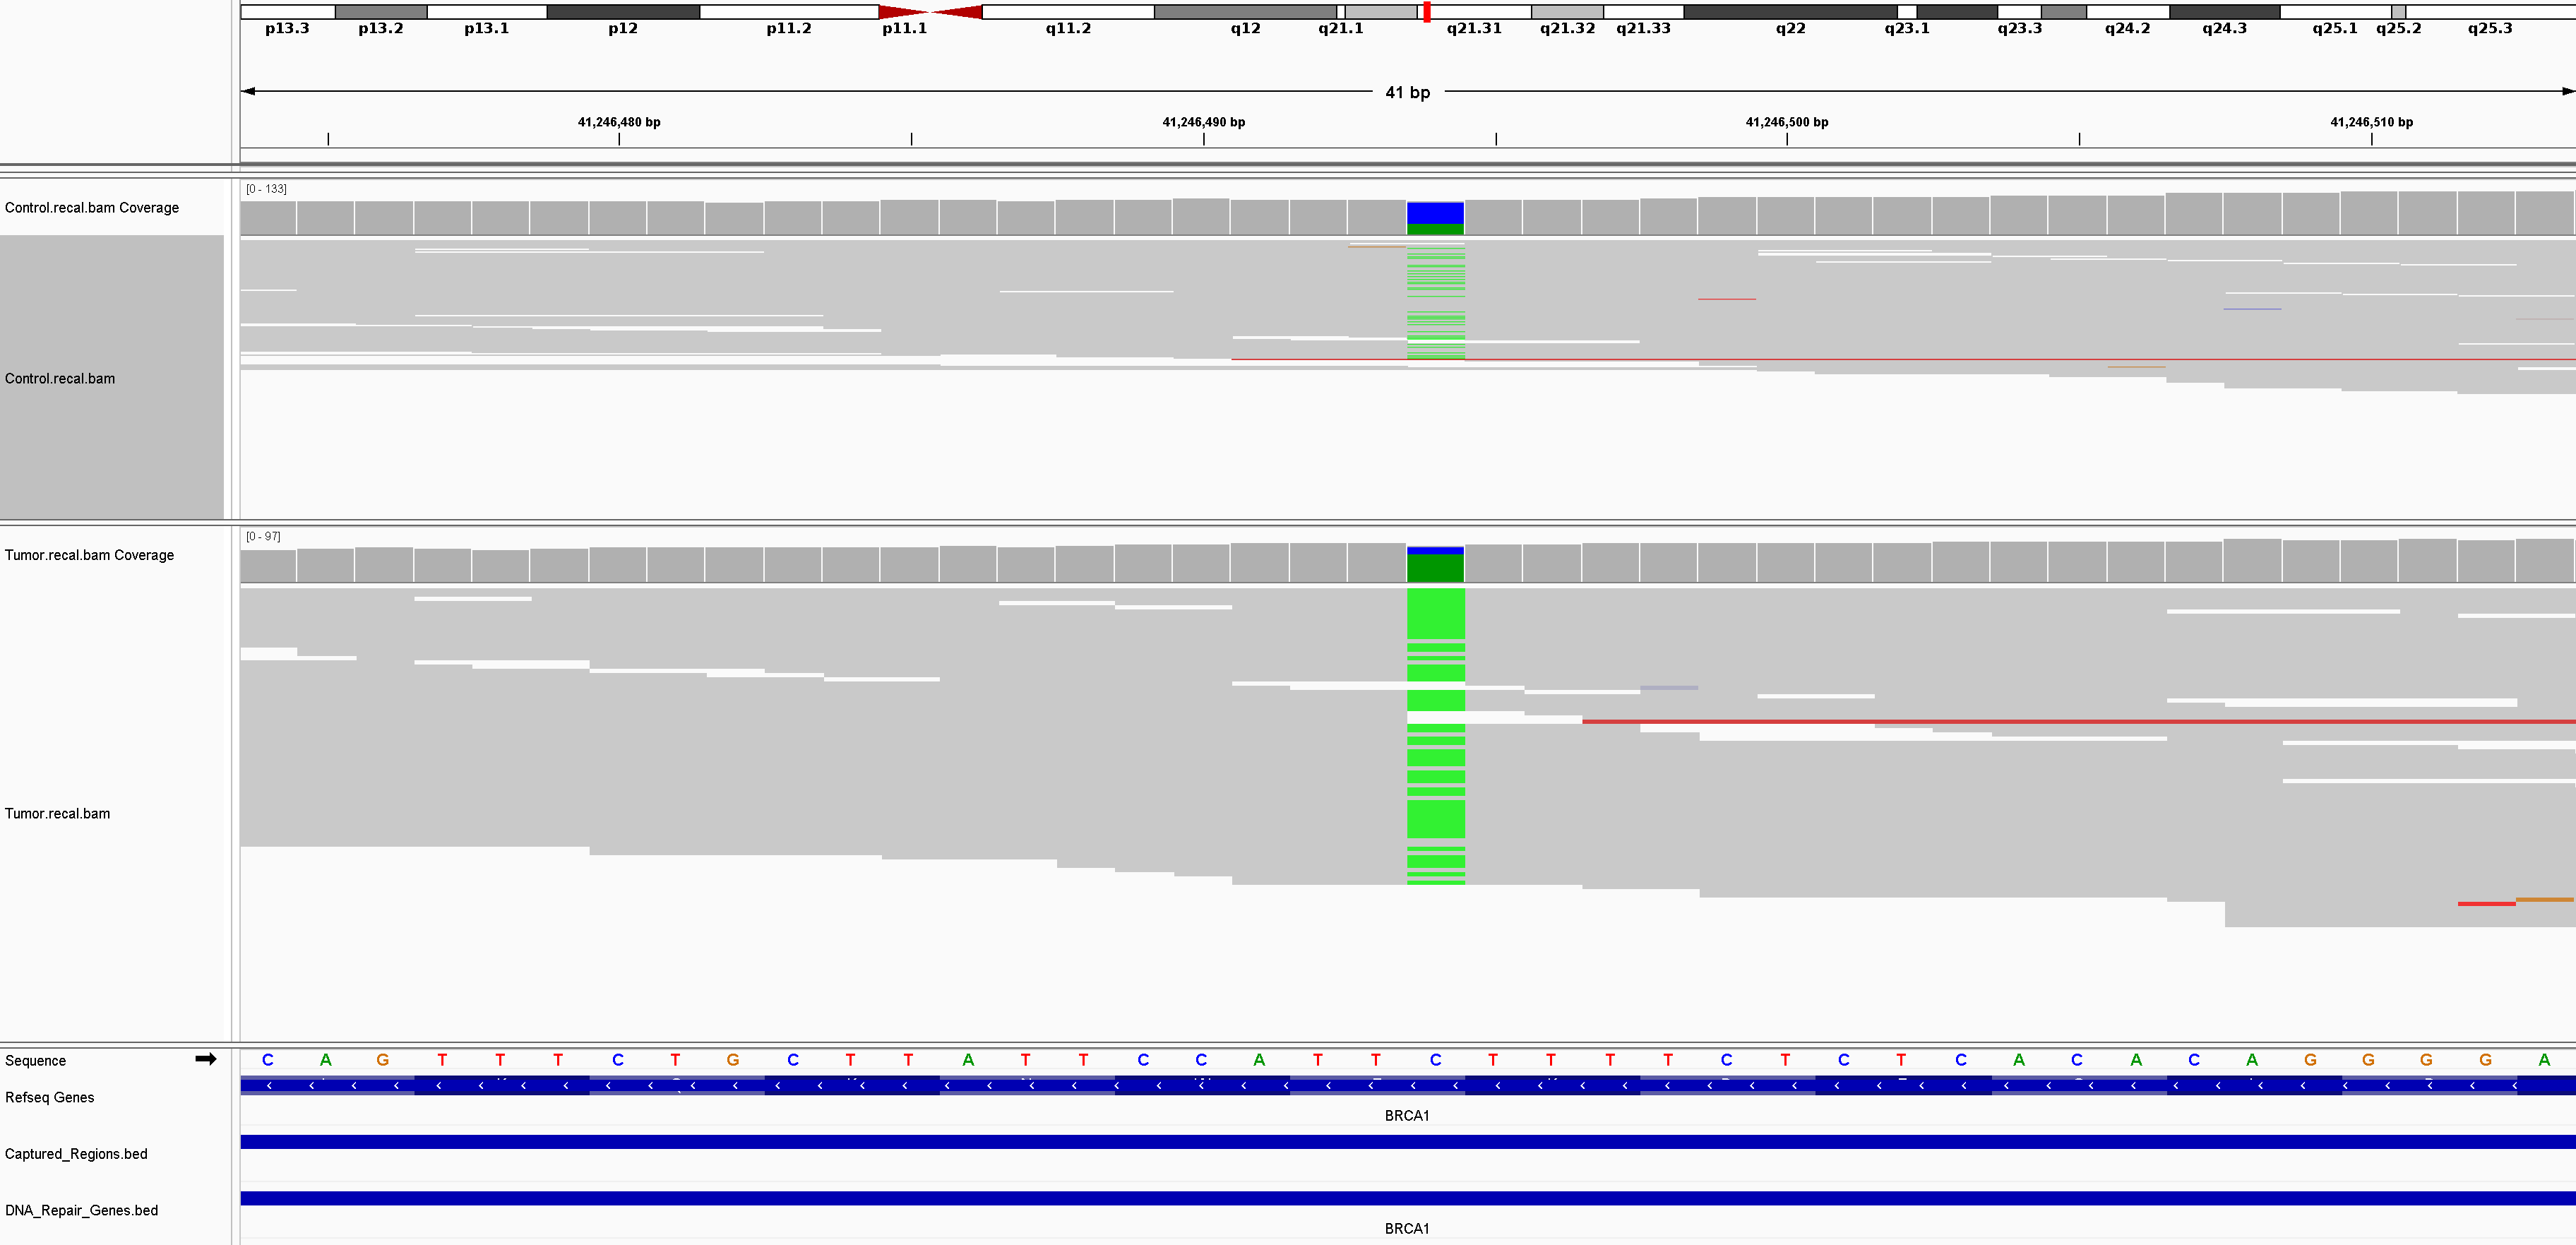 p13.3 p13.2 p13.1 p12 p11.2 p11.1 q11.2 q12 q21.1 q21.31 q21.32 q21.33 q22 q23.1 q23.3 q24.2 q24.3 q25.1 q25.2 q25.3
41 bp
41,246,480 bp 41,246,490 bp 41,246,500 bp 41,246,510 bp
[0 - 133]
Control.recal.bam Coverage
Control.recal.bam
[0 - 97]
Tumor.recal.bam Coverage
Tumor.recal.bam
Sequence C A G T T T C T G C T T A T T C C A T T C T T T T C T C T C A C A C A G G G G A
Refseq Genes
BRCA1
Captured_Regions.bed
DNA_Repair_Genes.bed
BRCA1